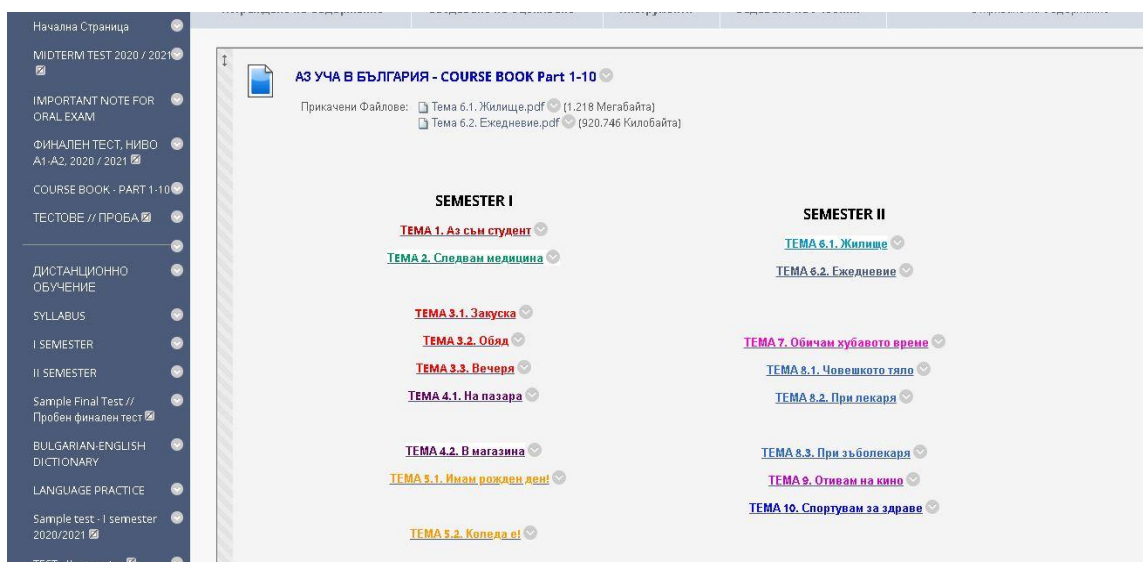 Начална Страница
MIDTERM TEST 2020 / 2021
IMPORTANT NOTE FOR
ORAL EXAM
ФИНАЛЕН ТЕСТ, НИВО
A1-A2, 2020 / 2021
COURSE BOOK - PART 1-10
ТЕСТОВЕ // ПРОБА
ДИСТАНЦИОННО
ОБУЧЕНИЕ
SYLLABUS
I SEMESTER
II SEMESTER
Sample Final Test //
Пробен финален тест
BULGARIAN-ENGLISH
DICTIONARY
LANGUAGE PRACTICE
Sample test - I semester
2020/2021
АЗ УЧА В БЪЛГАРИЯ - COURSE BOOK Part 1-10
Прикачени Файлове: Тема 6.1. Жилище.pdf (1.218 Мегабайта)
Тема 6.2. Ежедневие.pdf (920.746 Килобайта)
SEMESTER I
ТЕМА 1. Аз съм студент
ТЕМА 2. Следвам медицина
ТЕМА 3.1. Закуска
ТЕМА 3.2. Обяд
ТЕМА 3.3. Вечеря
ТЕМА 4.1. На пазара
ТЕМА 4.2. В магазина
ТЕМА 5.1. Имам рожден ден!
ТЕМА 5.2. Коледа е!
SEMESTER II
ТЕМА 6.1. Жилище
ТЕМА 6.2. Ежедневие
ТЕМА 7. Обичам хубавото време
ТЕМА 8.1. Човешкото тяло
ТЕМА 8.2. При лекаря
ТЕМА 8.3. При зъболекаря
ТЕМА 9. Отивам на кино
ТЕМА 10. Спортувам за здраве